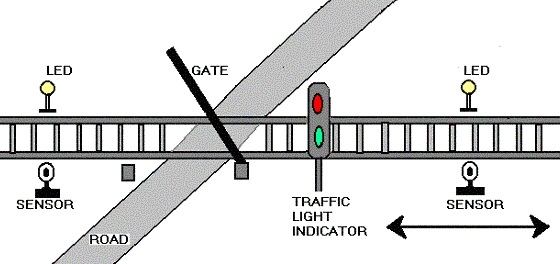 LED
GATE
LED
SENSOR
TRAFFIC
LIGHT
INDICATOR
SENSOR
ROAD